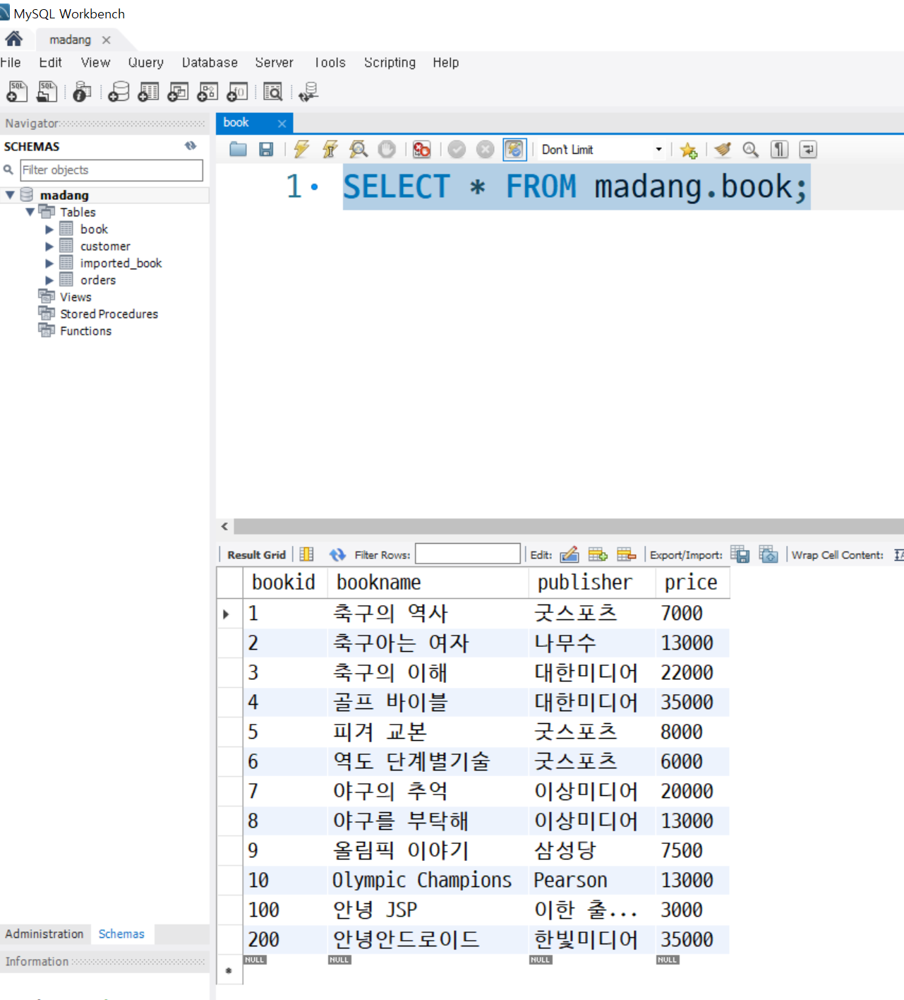 MySQL Workbench
madang
File Edit View Query Database Server Tools Scripting Help
Navigator
SCHEMAS
Filter objects
madang
Tables
book
customer
imported_book
orders
Views
Stored Procedures
Functions
Administration Schemas
Information
book
Don't Limit
1 SELECT * FROM madang.book;
Result Grid Filter Rows: Edit: Export/Import: Wrap Cell Content:
bookid bookname publisher price
1 축구의 역사 굿스포츠 7000
2 축구아는 여자 나무수 13000
3 축구의 이해 대한미디어 22000
4 골프 바이블 대한미디어 35000
5 피겨 교본 굿스포츠 8000
6 역도 단계별기술 굿스포츠 6000
7 야구의 추억 이상미디어 20000
8 야구를 부탁해 이상미디어 13000
9 올림픽 이야기 삼성당 7500
10 Olympic Champions Pearson 13000
100 안녕 JSP 이한 출... 3000
200 안녕안드로이드 한빛미디어 35000
NULL NULL NULL NULL